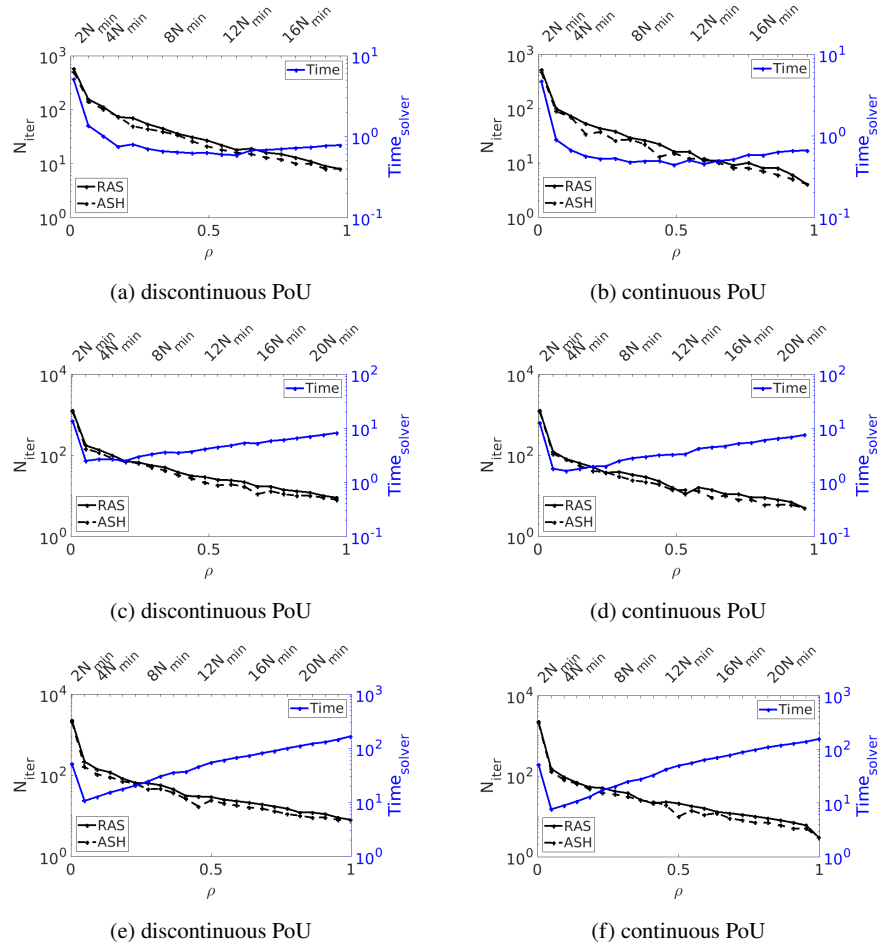 2N_min 4N_min 8N_min 12N_min 16N_min
10^3 10^2 10^1 10^0
N_iter
Time
RAS
ASH
10^1 10^0 10^-1
Time_solver
0 0.5 1
ρ
(a) discontinuous PoU
2N_min 4N_min 8N_min 12N_min 16N_min
10^3 10^2 10^1 10^0
N_iter
Time
RAS
ASH
10^1 10^0 10^-1
Time_solver
0 0.5 1
ρ
(b) continuous PoU
2N_min 4N_min 8N_min 12N_min 16N_min 20N_min
10^4 10^2 10^0
N_iter
Time
RAS
ASH
10^2 10^1 10^0 10^-1
Time_solver
0 0.5 1
ρ
(c) discontinuous PoU
2N_min 4N_min 8N_min 12N_min 16N_min 20N_min
10^4 10^2 10^0
N_iter
Time
RAS
ASH
10^2 10^1 10^0 10^-1
Time_solver
0 0.5 1
ρ
(d) continuous PoU
2N_min 4N_min 8N_min 12N_min 16N_min 20N_min
10^4 10^2 10^0
N_iter
Time
RAS
ASH
10^3 10^2 10^1 10^0
Time_solver
0 0.5 1
ρ
(e) discontinuous PoU
2N_min 4N_min 8N_min 12N_min 16N_min 20N_min
10^4 10^2 10^0
N_iter
Time
RAS
ASH
10^3 10^2 10^1 10^0
Time_solver
0 0.5 1
ρ
(f) continuous PoU